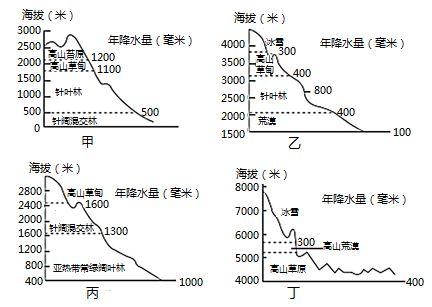 海拔（米）
年降水量（毫米）
3000
2500
2000
1500
1000
500
0
高山苔原
1200
高山草甸
1100
针叶林
500
针阔混交林
甲
海拔（米）
年降水量（毫米）
4500
4000
3500
3000
2500
2000
1500
冰雪
300
高山
草甸
400
800
针叶林
400
荒漠
100
乙
海拔（米）
年降水量（毫米）
2800
2400
2000
1600
1200
800
400
高山草甸
1600
针阔混交林
1300
亚热带常绿阔叶林
1000
丙
海拔（米）
年降水量（毫米）
8000
7000
6000
5000
4000
冰雪
300
高山荒漠
高山草原
400
丁